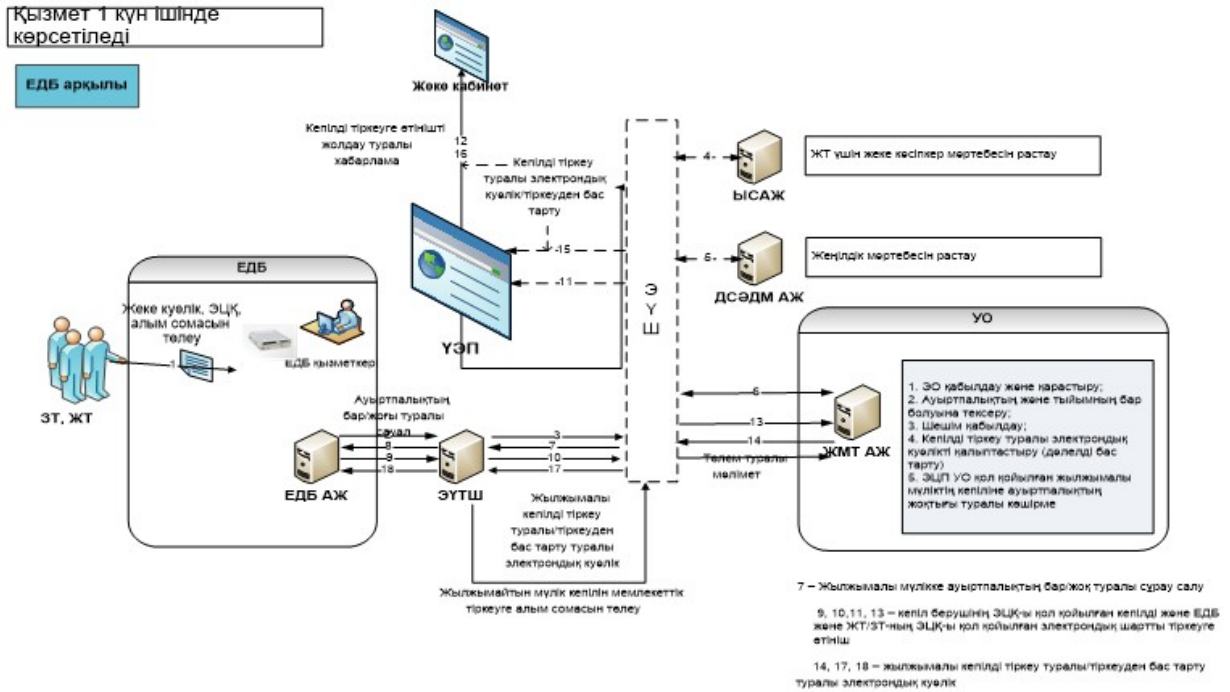 Қызмет 1 күн ішінде
көрсетіледі
ЕДБ арқылы
Жеке кабинет
Кепілді тіркеуге өтінішті
жолдау туралы
хабарлама
12
16
Кепілді тіркеу
туралы электрондық
куәлік/тіркеуден бас
тарту
4
ЫСАЖ
ЖТ үшін жеке кәсіпкер мәртебесін растау
15
11
5
ДСӘДМ АЖ
Жеңілдік мәртебесін растау
ҮЭП
Э
Ү
Ш
ЕДБ
Жеке куәлік, ЭЦҚ,
алым сомасын
төлеу
1
ЕДБ қызметкер
ЗТ, ЖТ
УО
6
13
14
ЖМТ АЖ
Төлем туралы
мәлімет
1. ЭО қабылдау және қарастыру;
2. Ауыртпалықтың және тыйымның бар
болуына тексеру;
3. Шешім қабылдау;
4. Кепілді тіркеу туралы электрондық
куәлікті қалыптастыру (дәлелді бас
тарту)
5. ЭЦП УО қол қойылған жылжымалы
мүліктің кепіліне ауыртпалықтың
жоқтығы туралы көшірме
Ауыртпалықтың
бар/жоғы туралы
сауал
8
9
18
3
7
10
17
ЕДБ АЖ
ЭҮТШ
Жылжымалы
кепілді тіркеу
туралы/тіркеуден
бас тарту туралы
электрондық куәлік
Жылжымайтын мүлік кепілін мемлекеттік
тіркеуге алым сомасын төлеу
7 – Жылжымалы мүлікке ауыртпалықтың бар/жоқ туралы сұрау салу
9, 10,11, 13 – кепіл берушінің ЭЦҚ-ы қол қойылған кепілді және ЕДБ
және ЖТ/ЗТ-ның ЭЦҚ-ы қол қойылған электрондық шартты тіркеуге
өтініш
14, 17, 18 – жылжымалы кепілді тіркеу туралы/тіркеуден бас тарту
туралы электрондық куәлік